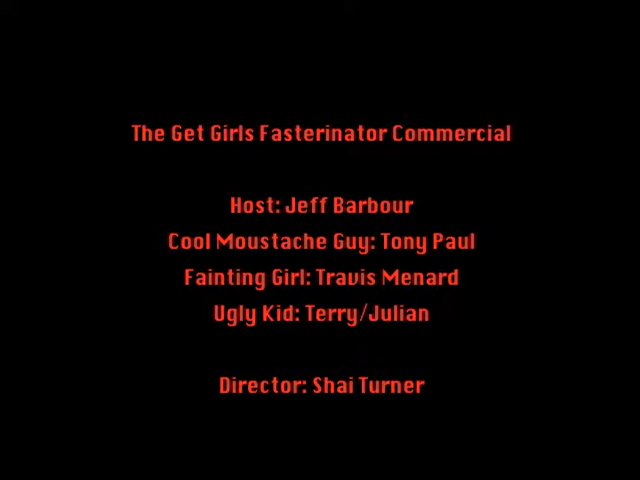 The Get Girls Fasterinator Commercial
Host: Jeff Barbour
Cool Moustache Guy: Tony Paul
Fainting Girl: Travis Menard
Ugly Kid: Terry/Julian
Director: Shai Turner